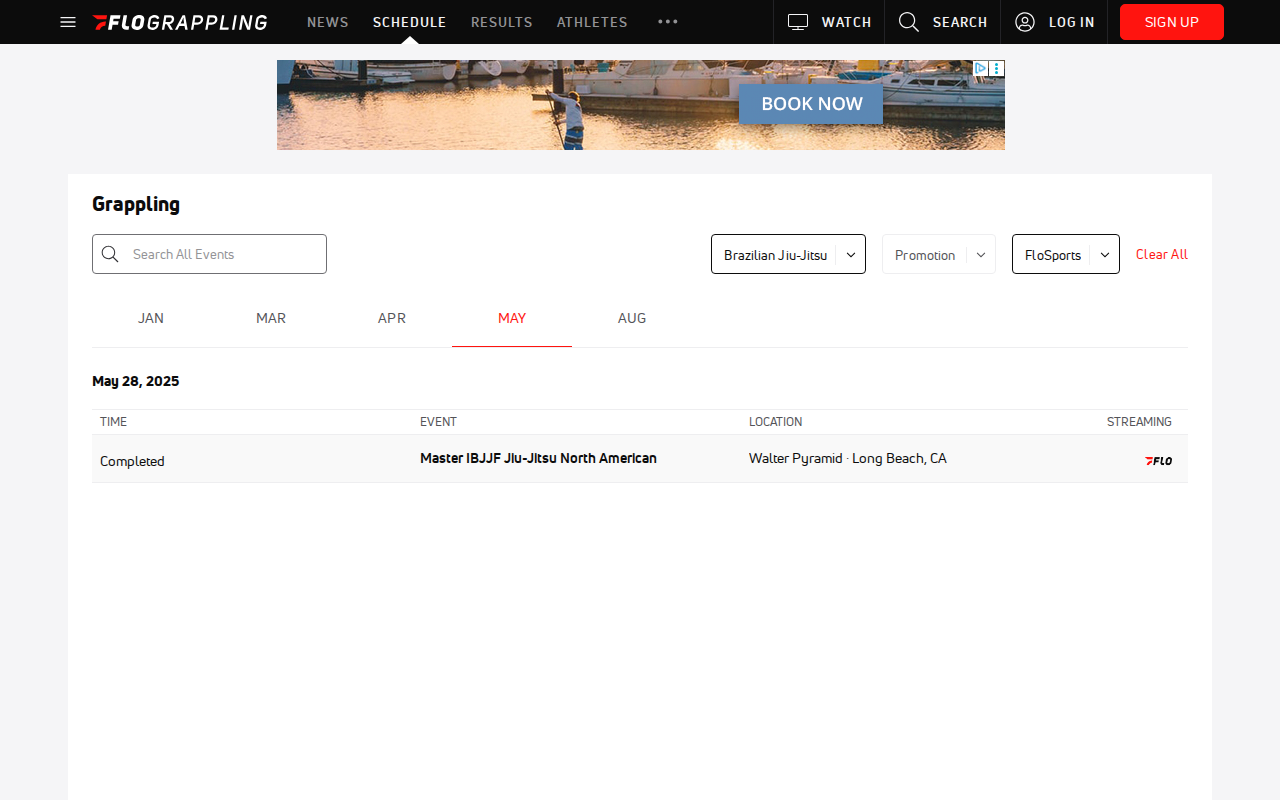 FLOGRAPPLING NEWS SCHEDULE RESULTS ATHLETES WATCH SEARCH LOG IN SIGN UP
BOOK NOW
Grappling
Search All Events Brazilian Jiu-Jitsu Promotion FloSports Clear All
JAN MAR APR MAY AUG
May 28, 2025
TIME EVENT LOCATION STREAMING
Completed Master IBJJF Jiu-Jitsu North American Walter Pyramid · Long Beach, CA FLO